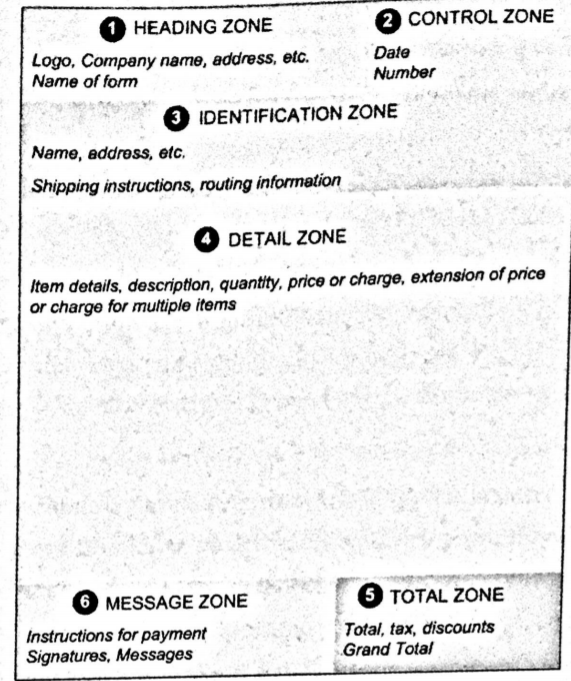 1 HEADING ZONE
Logo, Company name, address, etc.
Name of form
2 CONTROL ZONE
Date
Number
3 IDENTIFICATION ZONE
Name, address, etc.
Shipping instructions, routing information
4 DETAIL ZONE
Item details, description, quantity, price or charge, extension of price
or charge for multiple items
6 MESSAGE ZONE
Instructions for payment
Signatures, Messages
5 TOTAL ZONE
Total, tax, discounts
Grand Total